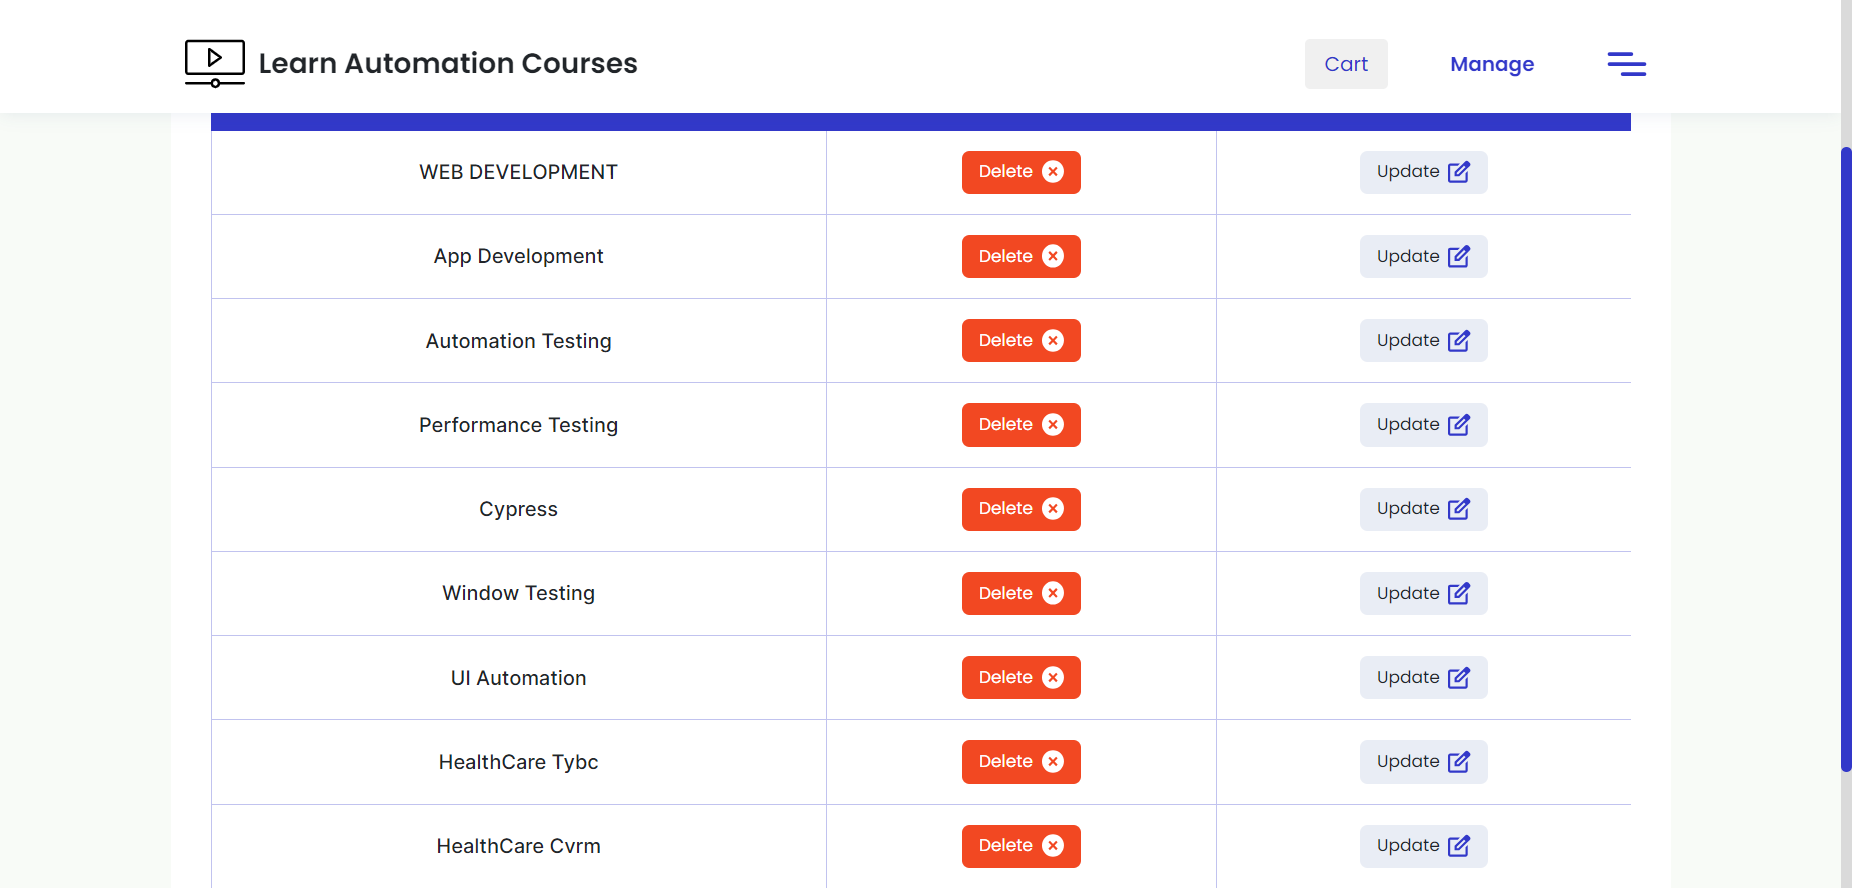 Learn Automation Courses Cart Manage
WEB DEVELOPMENT Delete Update
App Development Delete Update
Automation Testing Delete Update
Performance Testing Delete Update
Cypress Delete Update
Window Testing Delete Update
UI Automation Delete Update
HealthCare Tybc Delete Update
HealthCare Cvrm Delete Update